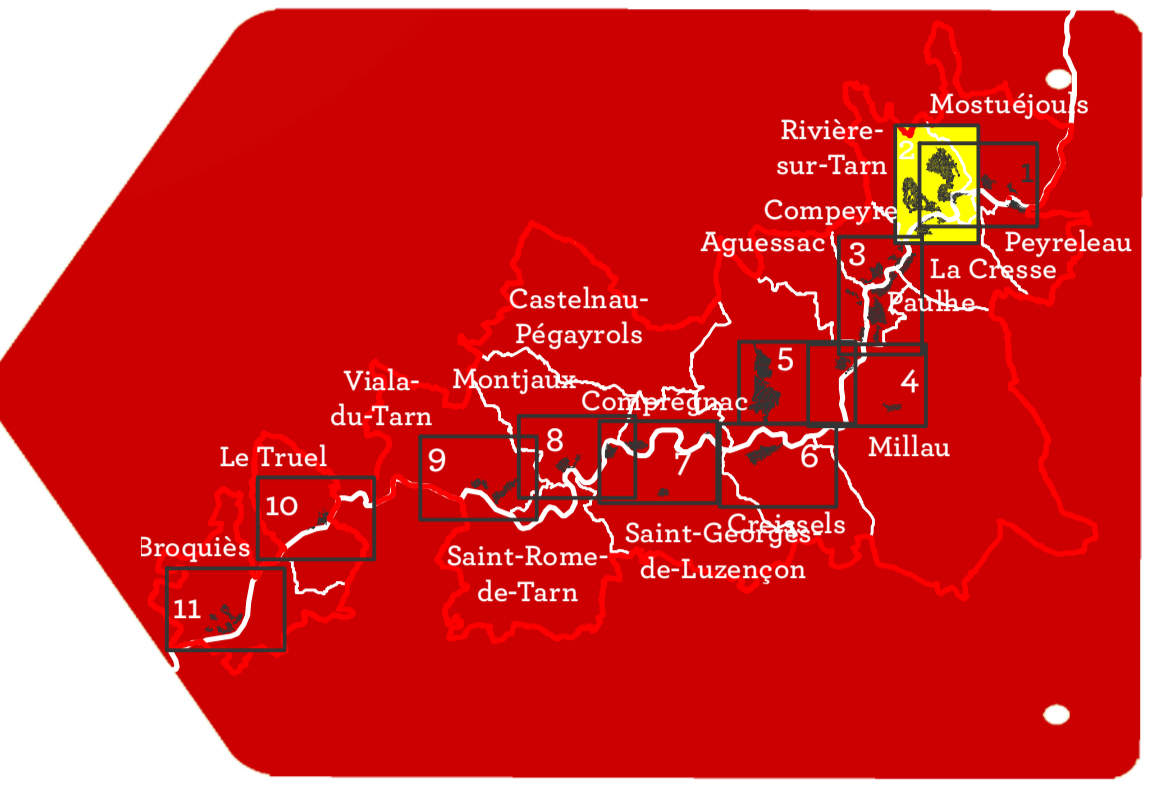 Mostuéjouls
Rivière-
sur-Tarn
2
1
Compeyre
Aguessac
Peyreleau
3
La Cresse
Paulhe
Castelnau-
Pégayrols
5
4
Viala-
du-Tarn
Montjaux
Comprégnac
Millau
8
9
7
6
Le Truel
10
Creissels
Saint-Georges-
de-Luzençon
Saint-Rome-
de-Tarn
Broquiès
11